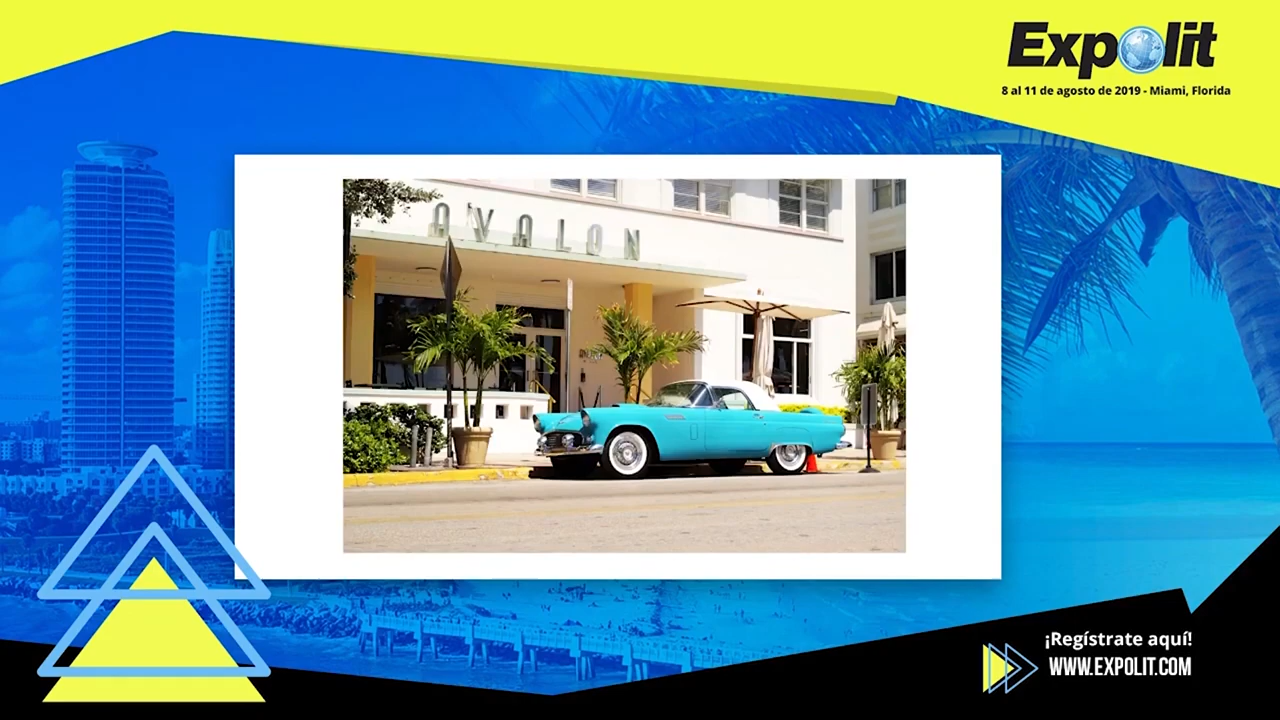 Expolit
8 al 11 de agosto de 2019 - Miami, Florida
AVALON
¡Regístrate aquí!
WWW.EXPOLIT.COM